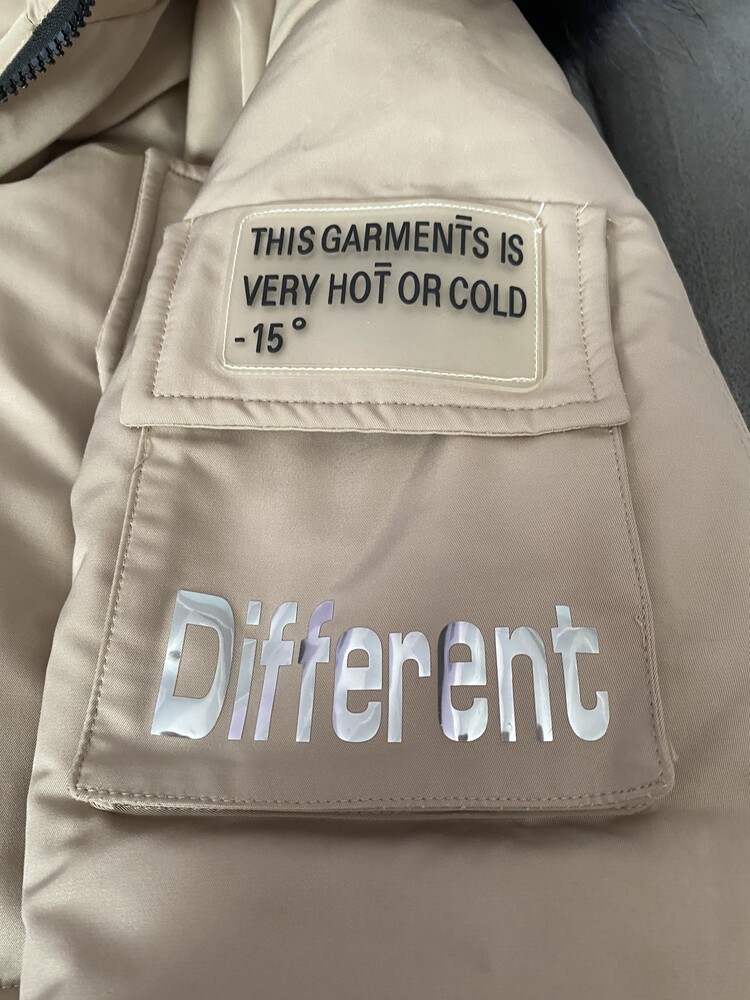 THIS GARMENTS IS
VERY HOT OR COLD
-15°
Different